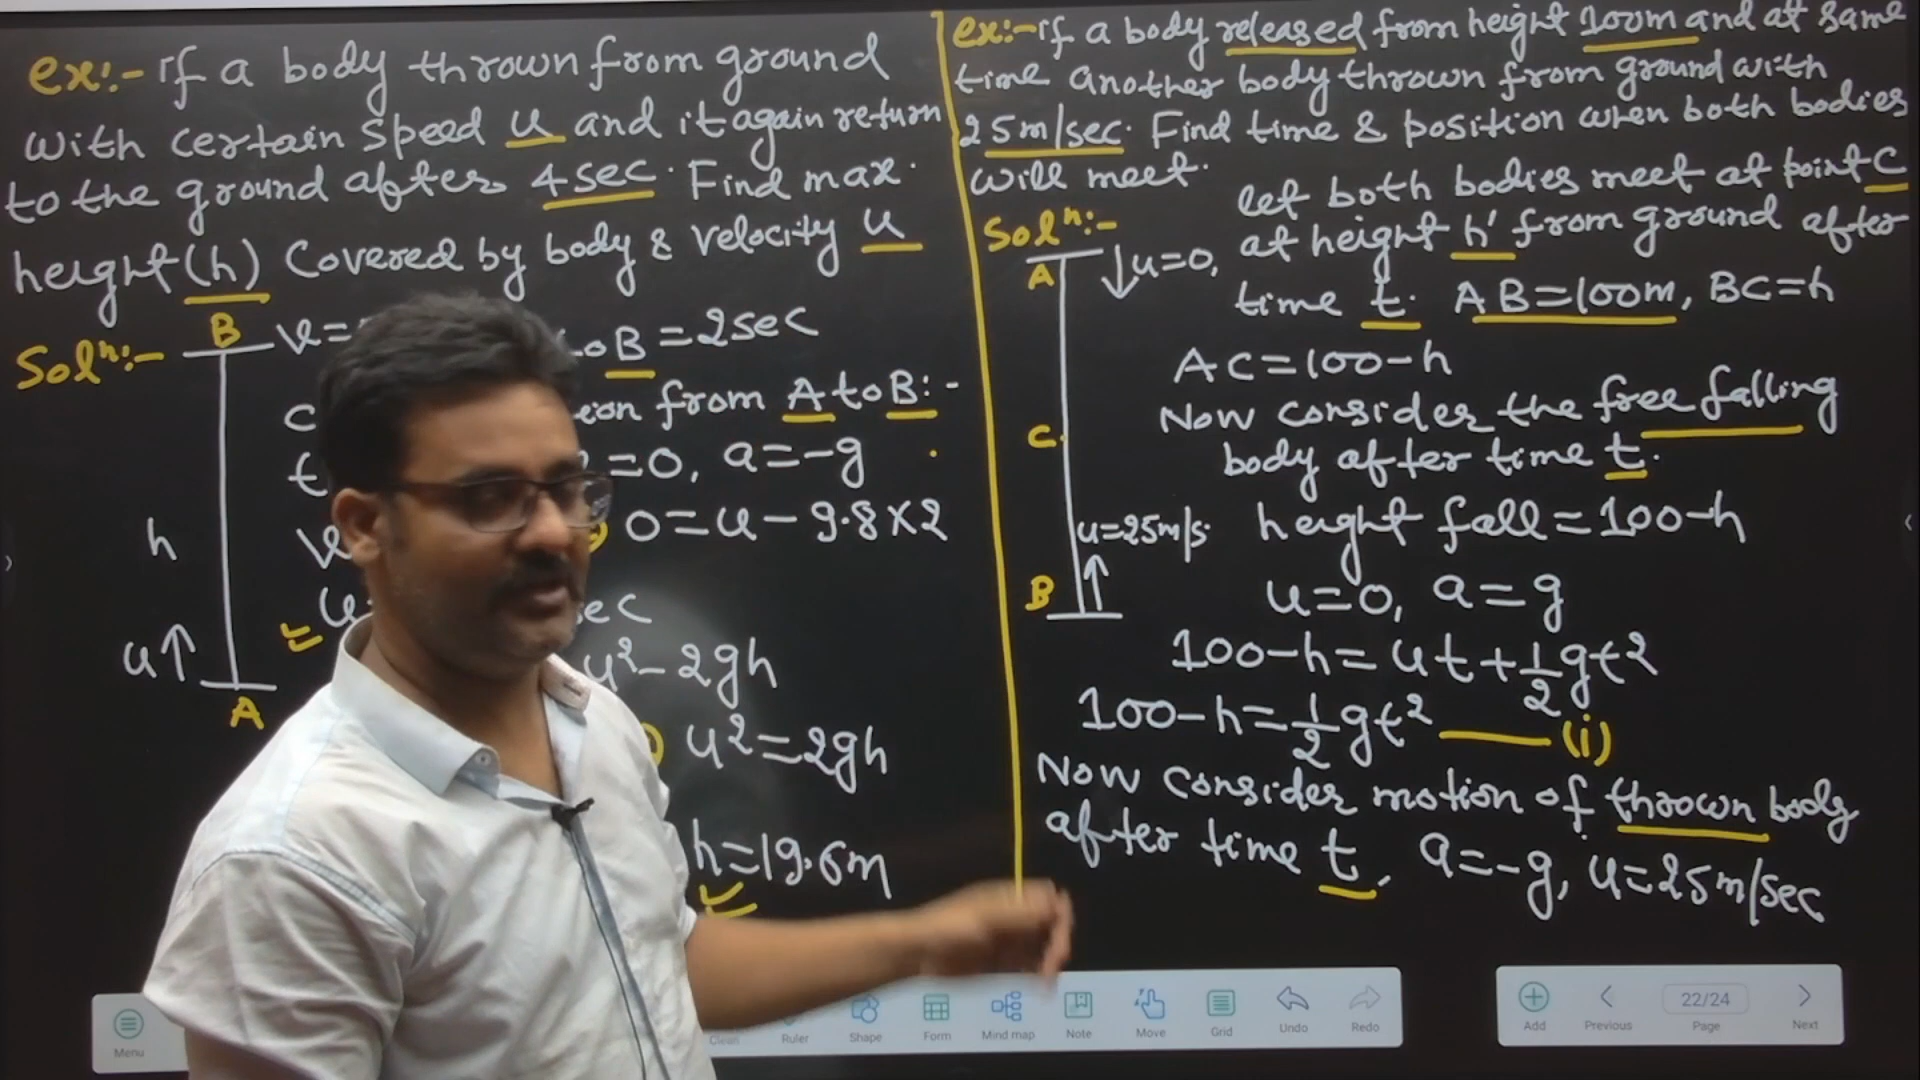 ex:- if a body thrown from ground
with certain speed u and it again return
to the ground after 4sec. Find max.
height (h) Covered by body & velocity u
Soln:- B v=
to B = 2sec
from A to B:-
=0, a=-g
h
0=u-9.8×2
u
sec
u↑
u²-2gh
A
u²=2gh
h=19.6m
ex:- if a body released from height 100m and at same
time another body thrown from ground with
25m/sec. Find time & position when both bodies
will meet.
let both bodies meet at point C
Soln:-
at height h' from ground after
A ↓u=0,
time t. AB=100m, BC=h
AC=100-h
Now consider the free falling
C
body after time t.
u=25m/s. height fall=100-h
B ↑
u=0, a=g
100-h=ut+1/2gt²
100-h=1/2gt² —— (i)
Now consider motion of thrown body
after time t, a=-g, u=25m/sec
Menu
Clean
Ruler
Shape
Form
Mind map
Note
Move
Grid
Undo
Redo
Add
Previous
22/24
Page
Next